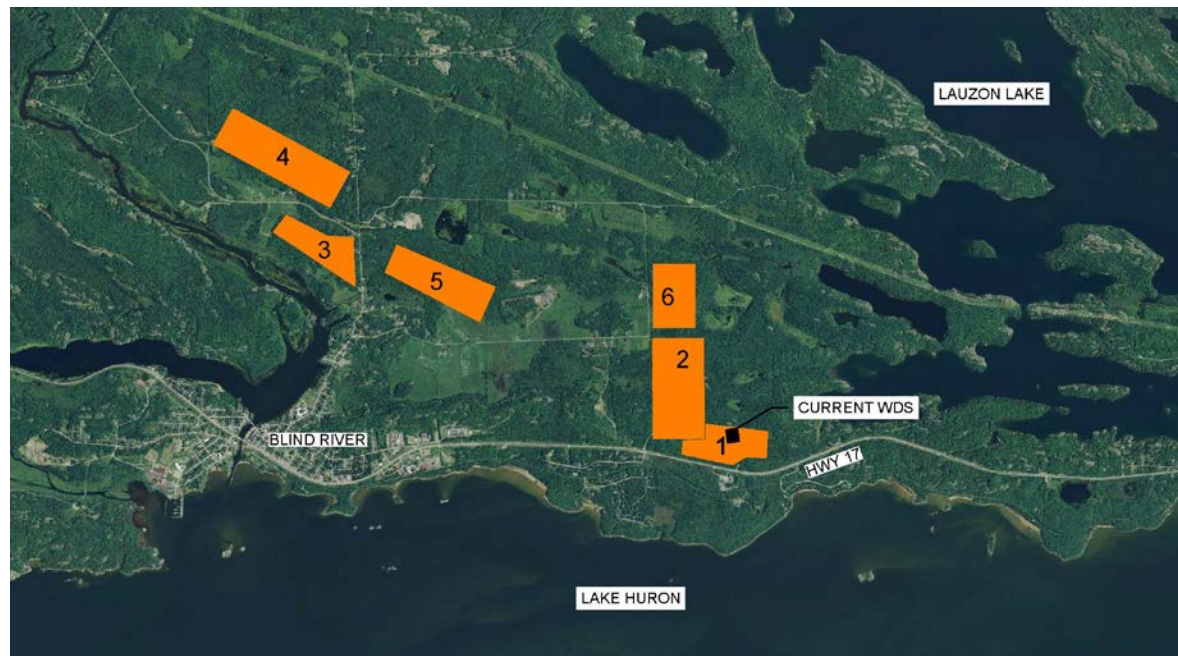 LAUZON LAKE
4
3
5
6
2
CURRENT WDS
1
BLIND RIVER
HWY 17
LAKE HURON